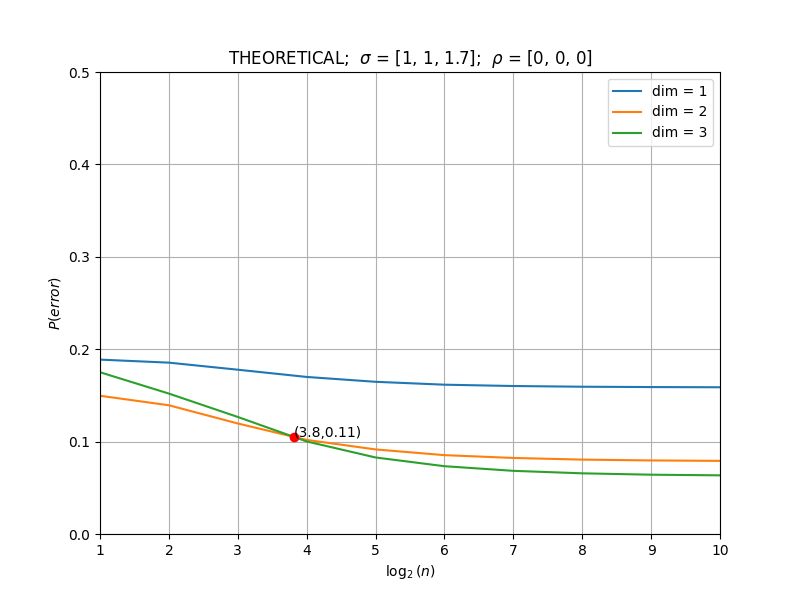 THEORETICAL; σ = [1, 1, 1.7]; ρ = [0, 0, 0]
dim = 1
dim = 2
dim = 3
0.5
0.4
0.3
0.2
0.1
0.0
P(error)
(3.8,0.11)
1 2 3 4 5 6 7 8 9 10
log₂(n)